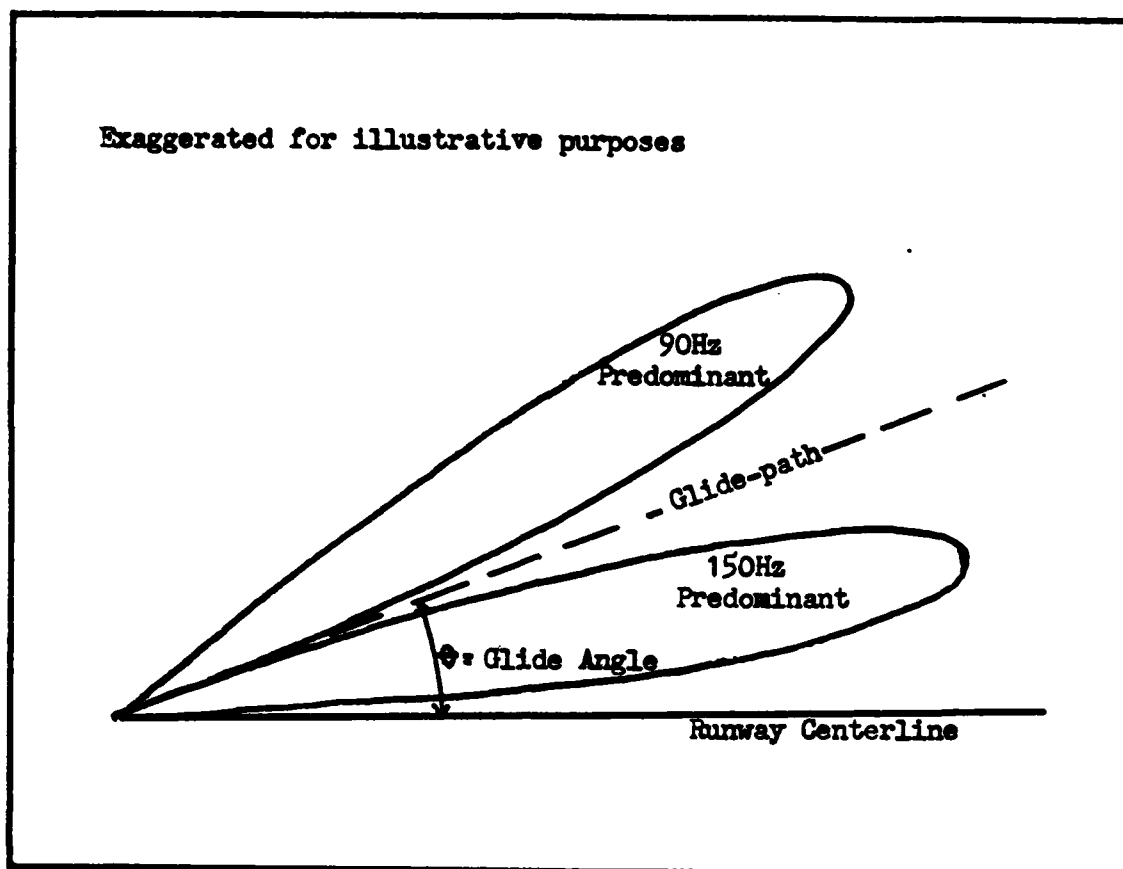 Exaggerated for illustrative purposes
90Hz
Predominant
Glide-path
150Hz
Predominant
θ= Glide Angle
Runway Centerline